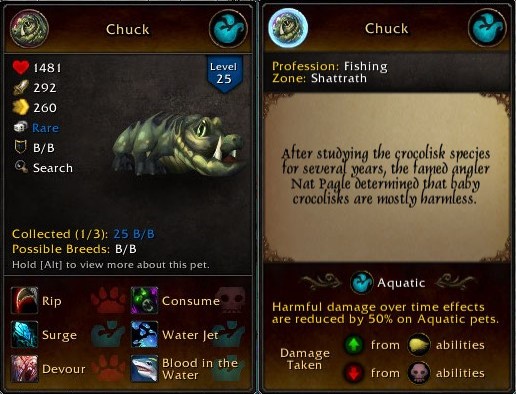 Chuck
1481
Level
25
292
260
Rare
B/B
Search
Collected (1/3): 25 B/B
Possible Breeds: B/B
Hold [Alt] to view more about this pet.
Rip
Consume
Surge
Water Jet
Devour
Blood in the
Water
Chuck
Profession: Fishing
Zone: Shattrath
After studying the crocolisk species
for several years, the famed angler
Nat Pagle determined that baby
crocolisks are mostly harmless.
Aquatic
Harmful damage over time effects
are reduced by 50% on Aquatic pets.
Damage
Taken
from abilities
from abilities